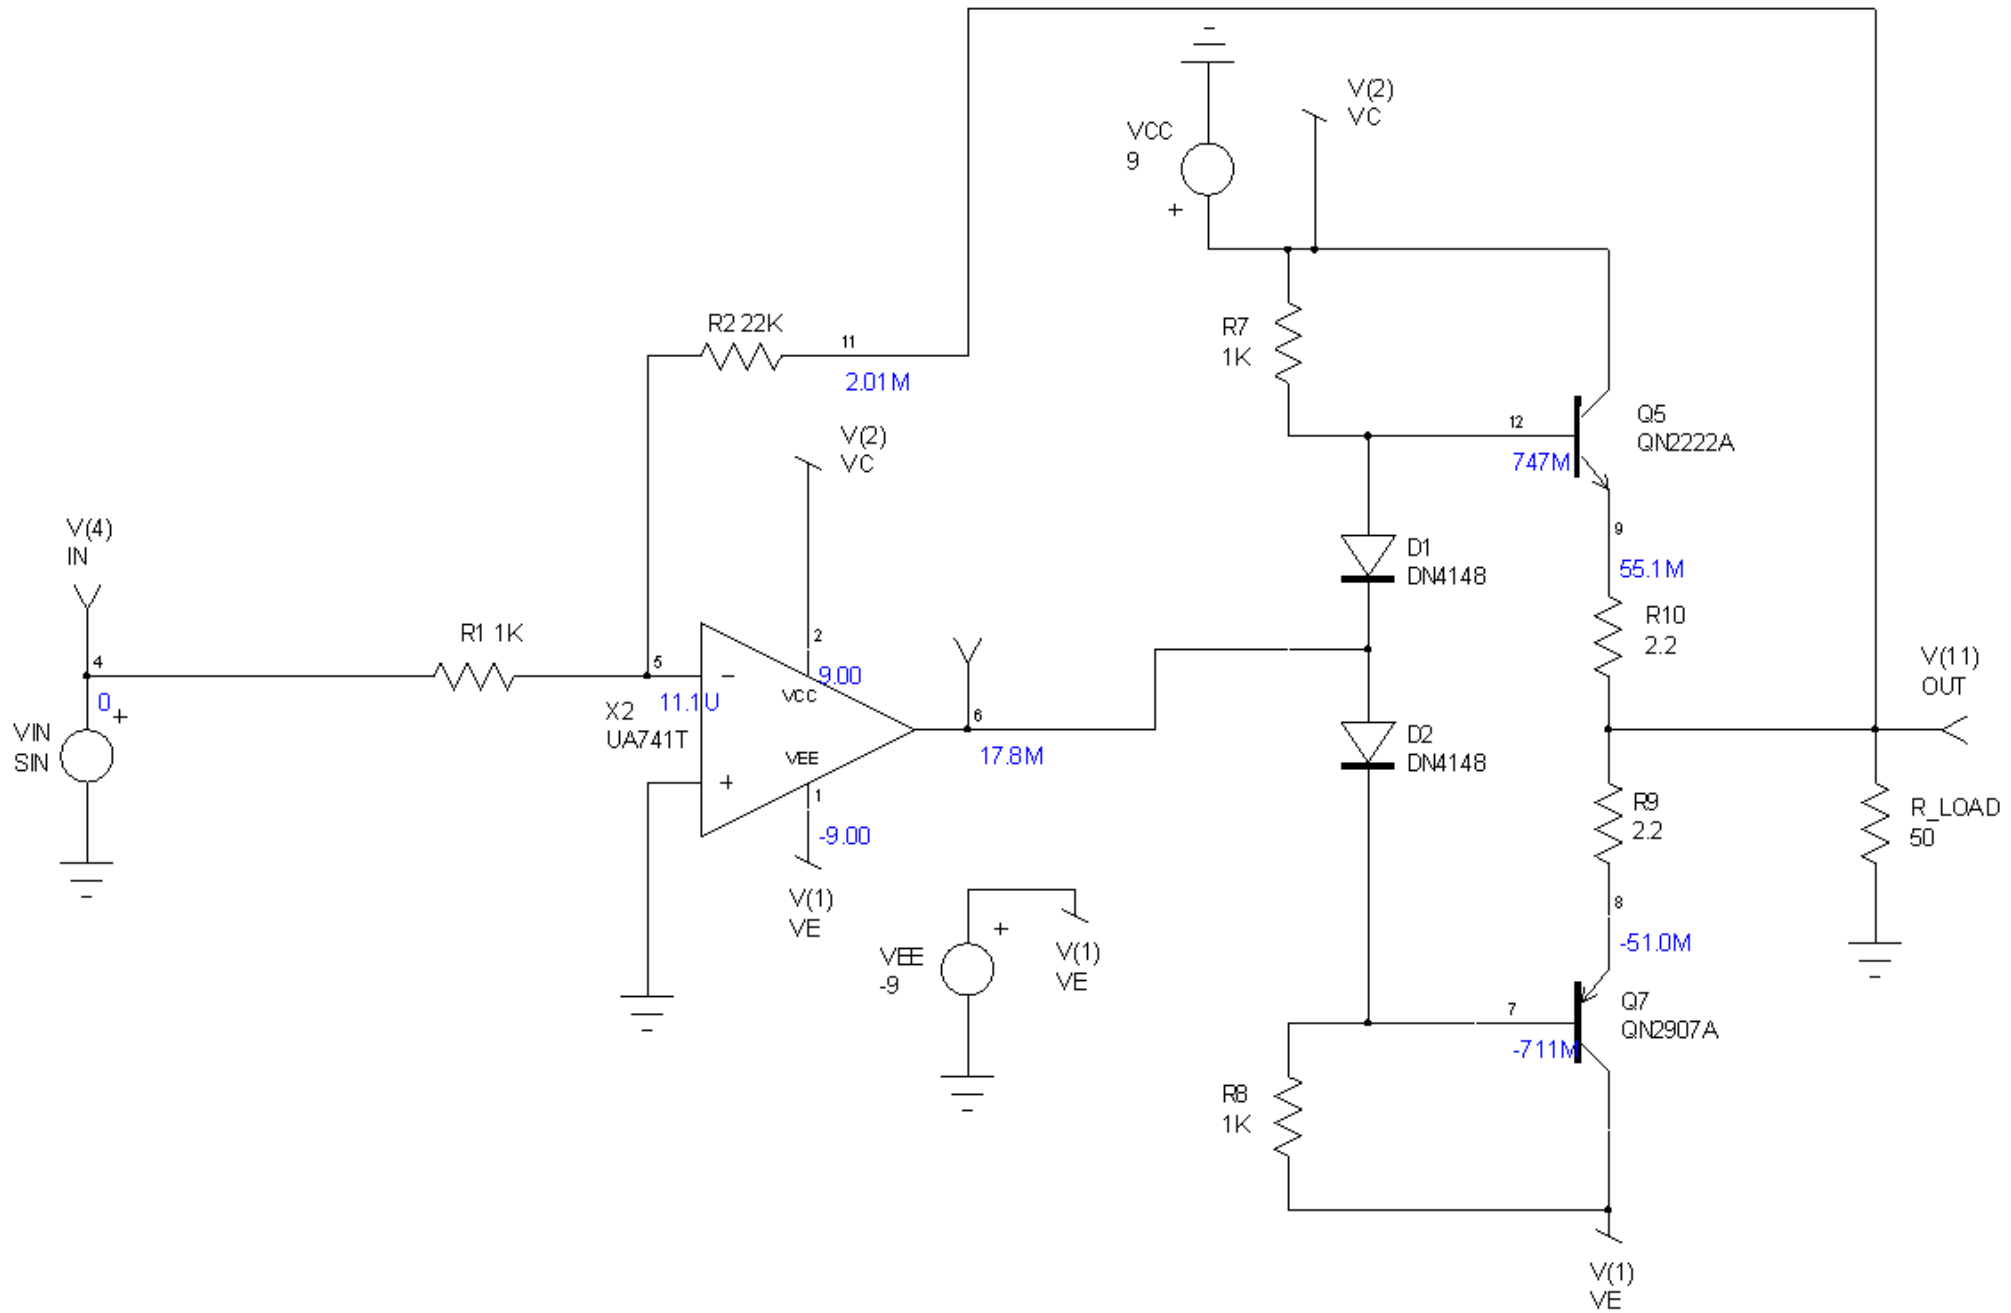 V(2)
VC
VCC
9
+
R2 22K
11
2.01M
R7
1K
V(2)
VC
12
747M
Q5
QN2222A
V(4)
IN
9
55.1M
D1
DN4148
R10
2.2
R1 1K
4
0
+
5
11.1U
−
2
9.00
VCC
X2
UA741T
VIN
SIN
6
17.8M
V(11)
OUT
D2
DN4148
VEE
+
1
-9.00
R9
2.2
R_LOAD
50
V(1)
VE
VEE
-9
+
V(1)
VE
8
-51.0M
7
-711M
Q7
QN2907A
R8
1K
V(1)
VE